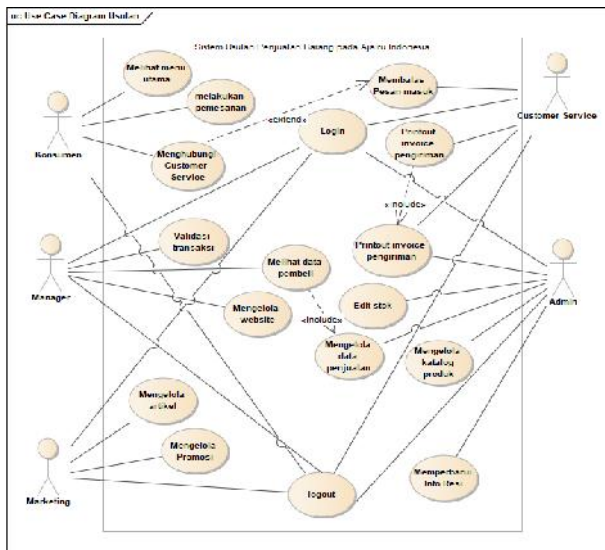 uc Use Case Diagram Usulan
Sistem Usulan Penjualan Barang pada Ajairu Indonesia
Melihat menu
utama
melakukan
pemesanan
Menghubungi
Customer
Service
Konsumen
«extend»
Login
Membalas
Pesan masuk
Printout
invoice
pengiriman
Customer Service
«include»
Validasi
transaksi
Melihat data
pembeli
Printout invoice
pengiriman
Manager
Mengelola
website
«include»
Edit stok
Mengelola
data
penjualan
Admin
Mengelola
katalog
produk
Mengelola
artikel
Mengelola
Promosi
Marketing
logout
Memperbarui
Info Resi